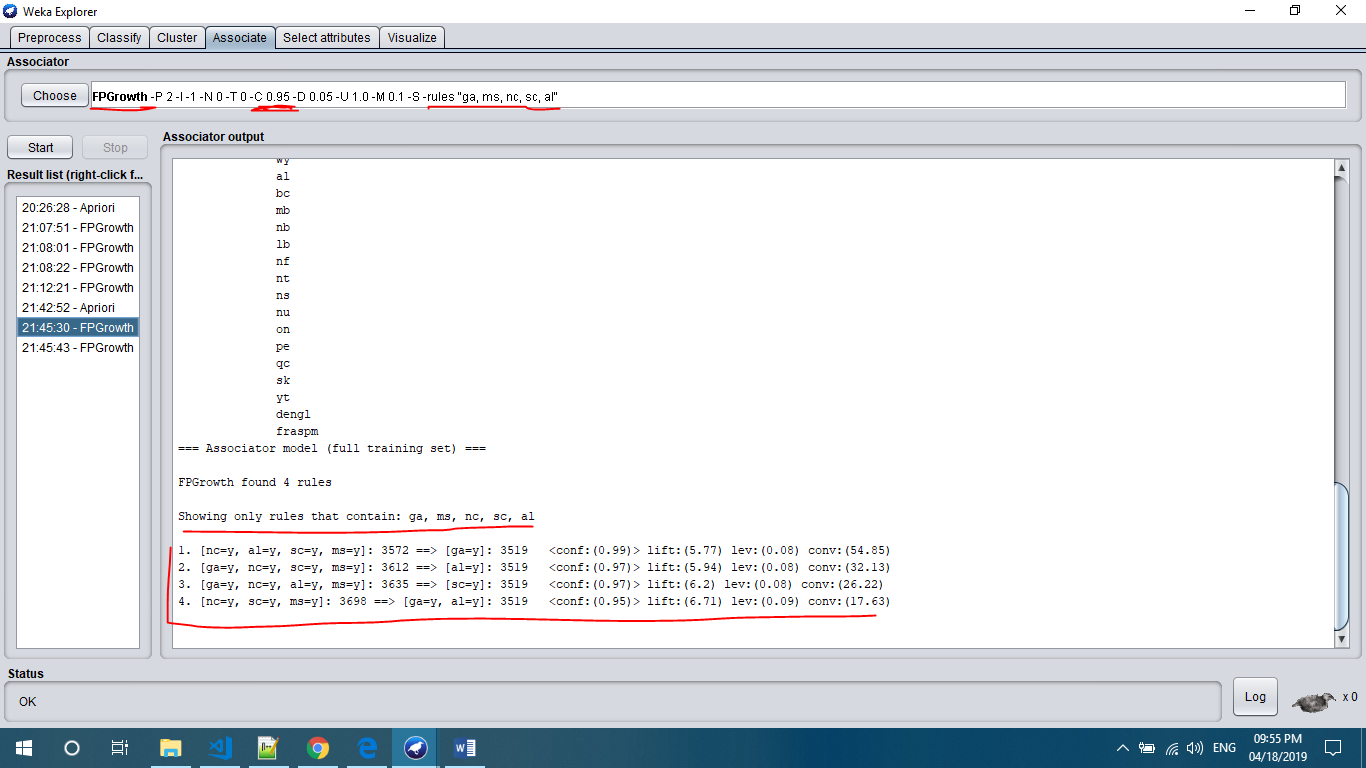 Weka Explorer
Preprocess Classify Cluster Associate Select attributes Visualize
Associator
Choose FPGrowth -P 2 -I -1 -N 0 -T 0 -C 0.95 -D 0.05 -U 1.0 -M 0.1 -S -rules "ga, ms, nc, sc, al"
Start Stop
Result list (right-click f...
20:26:28 - Apriori
21:07:51 - FPGrowth
21:08:01 - FPGrowth
21:08:22 - FPGrowth
21:12:21 - FPGrowth
21:42:52 - Apriori
21:45:30 - FPGrowth
21:45:43 - FPGrowth
Associator output
wy
al
bc
mb
nb
lb
nf
nt
ns
nu
on
pe
qc
sk
yt
dengl
fraspm
=== Associator model (full training set) ===
FPGrowth found 4 rules
Showing only rules that contain: ga, ms, nc, sc, al
1. [nc=y, al=y, sc=y, ms=y]: 3572 ==> [ga=y]: 3519 <conf:(0.99)> lift:(5.77) lev:(0.08) conv:(54.85)
2. [ga=y, nc=y, sc=y, ms=y]: 3612 ==> [al=y]: 3519 <conf:(0.97)> lift:(5.94) lev:(0.08) conv:(32.13)
3. [ga=y, nc=y, al=y, ms=y]: 3635 ==> [sc=y]: 3519 <conf:(0.97)> lift:(6.2) lev:(0.08) conv:(26.22)
4. [nc=y, sc=y, ms=y]: 3698 ==> [ga=y, al=y]: 3519 <conf:(0.95)> lift:(6.71) lev:(0.09) conv:(17.63)
Status
OK
Log
x 0
ENG
09:55 PM
04/18/2019